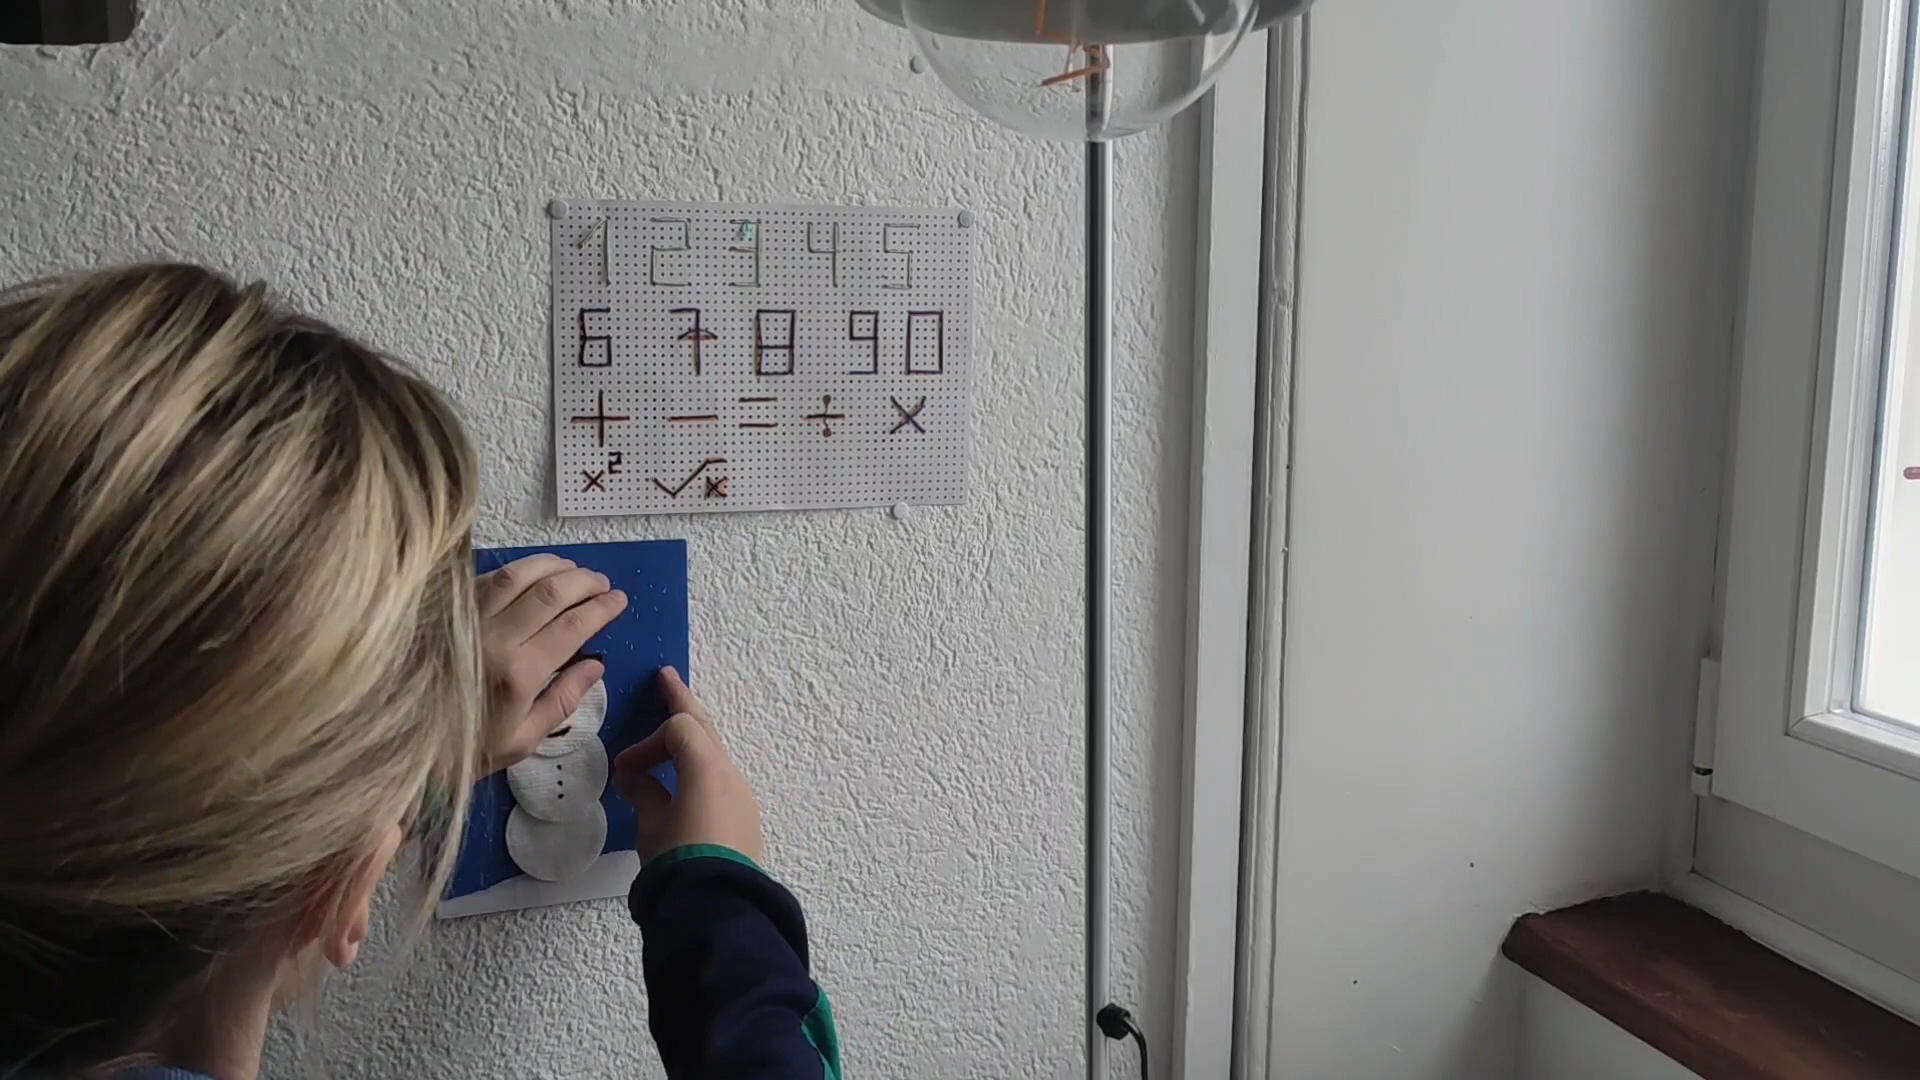 1 2 3 4 5
6 7 8 9 0
+ − = ÷ ×
x² √x